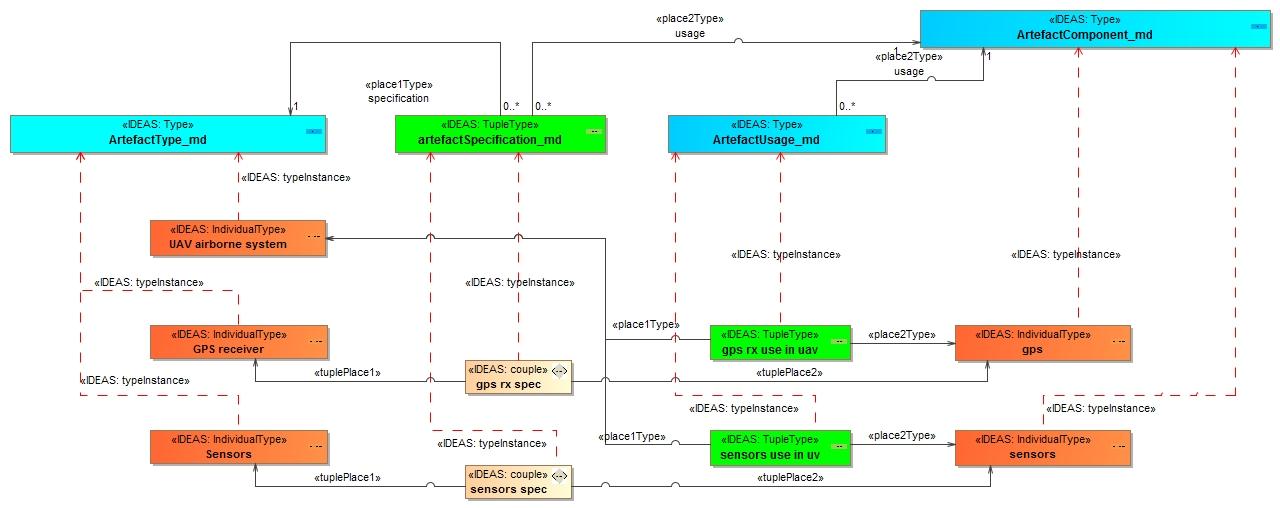 «IDEAS: Type»
ArtefactComponent_md
«place2Type»
usage
1
«place2Type»
usage
1
«place1Type»
specification
1
0..*
0..*
0..*
«IDEAS: Type»
ArtefactType_md
«IDEAS: TupleType»
artefactSpecification_md
«IDEAS: Type»
ArtefactUsage_md
«IDEAS: typeInstance»
«IDEAS: IndividualType»
UAV airborne system
«IDEAS: typeInstance»
«IDEAS: typeInstance»
«IDEAS: typeInstance»
«IDEAS: typeInstance»
«IDEAS: IndividualType»
GPS receiver
«place1Type»
«IDEAS: TupleType»
gps rx use in uav
«place2Type»
«IDEAS: IndividualType»
gps
«IDEAS: typeInstance»
«tuplePlace1»
«IDEAS: couple»
gps rx spec
«tuplePlace2»
«IDEAS: typeInstance»
«IDEAS: typeInstance»
«IDEAS: IndividualType»
Sensors
«IDEAS: typeInstance»
«place1Type»
«IDEAS: TupleType»
sensors use in uv
«place2Type»
«IDEAS: IndividualType»
sensors
«tuplePlace1»
«IDEAS: couple»
sensors spec
«tuplePlace2»